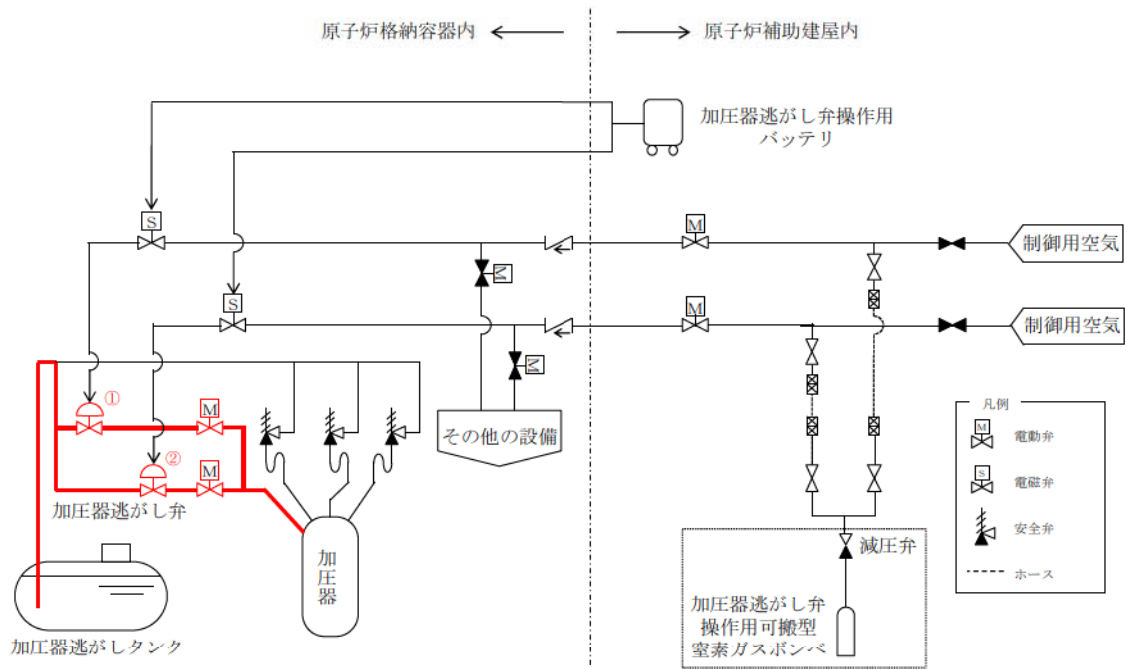 原子炉格納容器内
原子炉補助建屋内
加圧器逃がし弁操作用
バッテリ
S
M
制御用空気
M
S
M
制御用空気
M
①
M
②
M
その他の設備
加圧器逃がし弁
加圧器
加圧器逃がしタンク
減圧弁
加圧器逃がし弁
操作用可搬型
窒素ガスボンベ
凡例
M
電動弁
S
電磁弁
安全弁
ホース